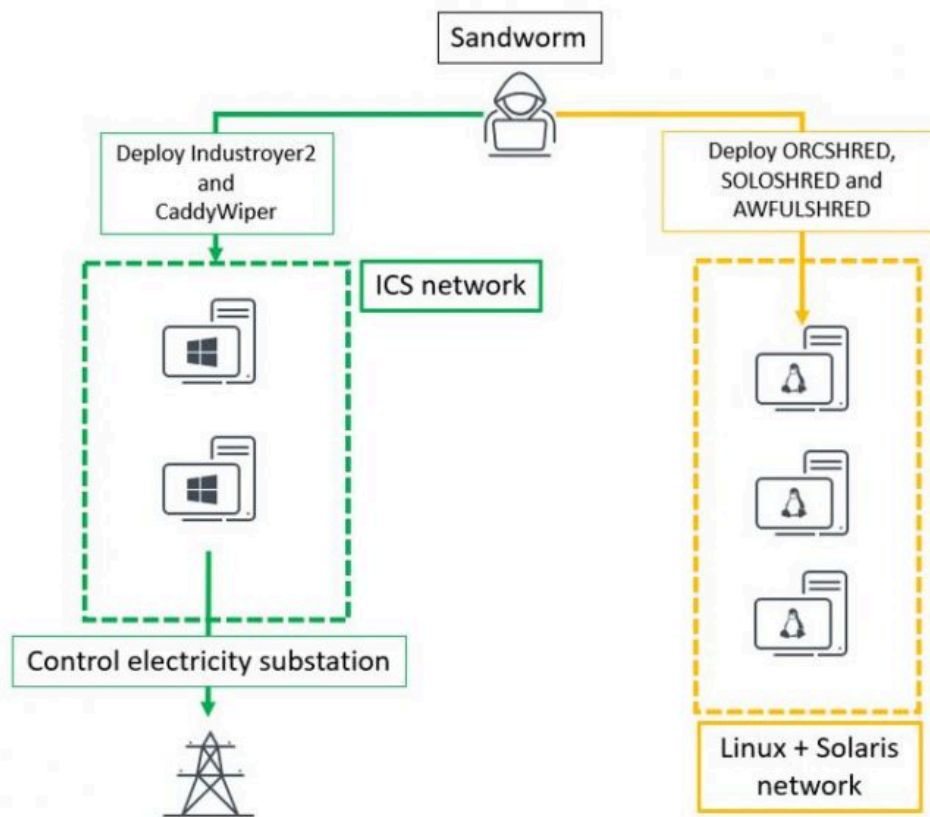 Sandworm
Deploy Industroyer2
and
CaddyWiper
Deploy ORCSHRED,
SOLOSHRED and
AWFULSHRED
ICS network
Control electricity substation
Linux + Solaris
network